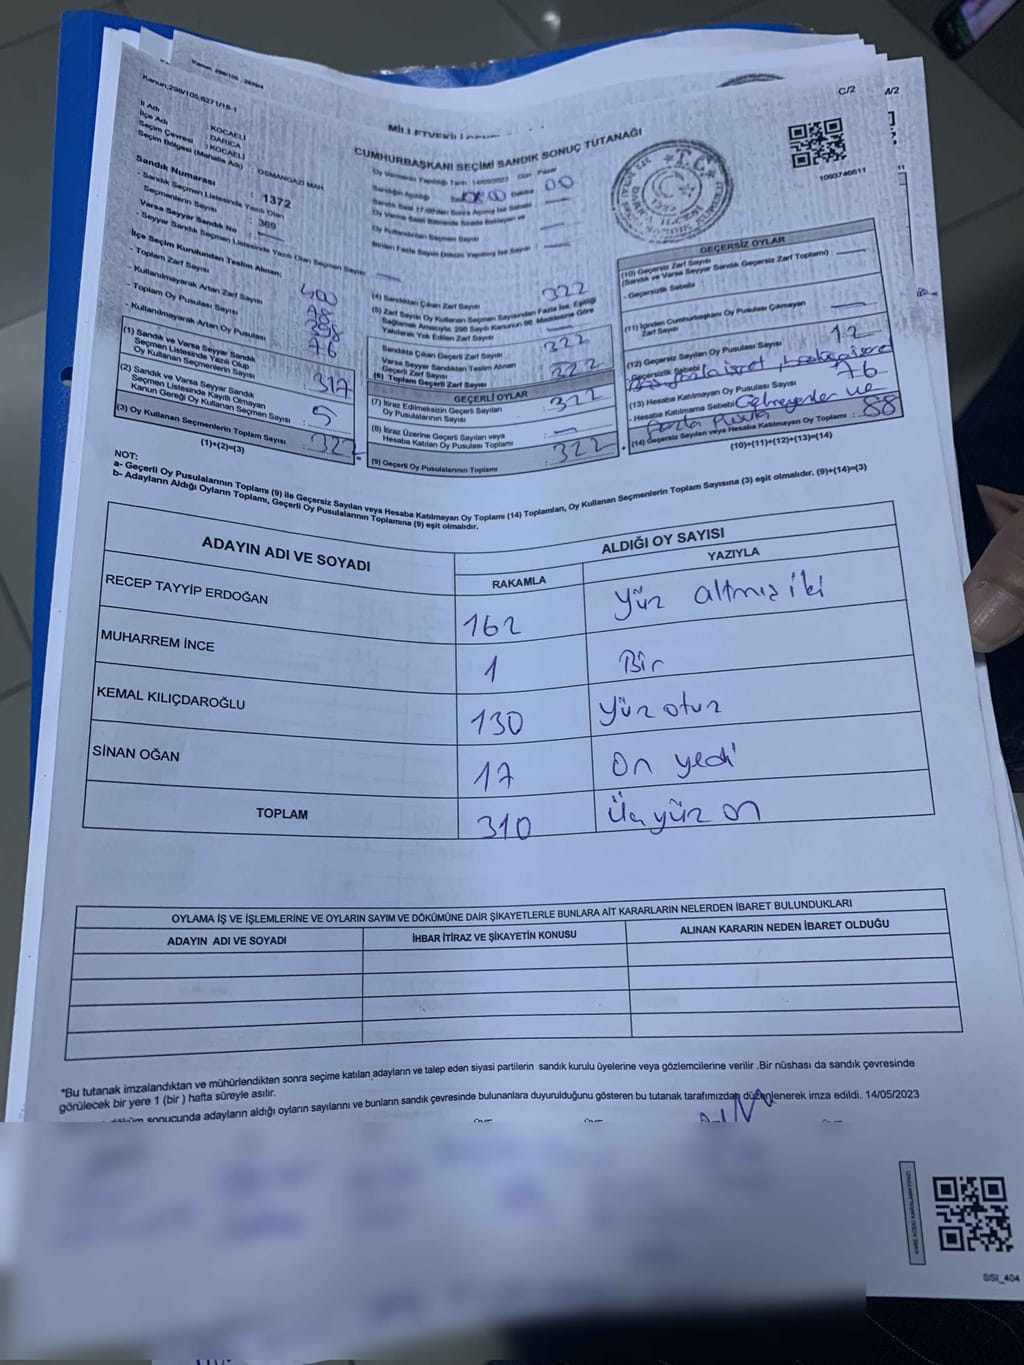 Kanun:298/105;6271/18-1
C/2
İl Adı : KOCAELİ
İlçe Adı : DARICA
Seçim Çevresi : KOCAELİ
Seçim Bölgesi (Mahalle Adı) : OSMANGAZİ MAH
CUMHURBAŞKANI SEÇİMİ SANDIK SONUÇ TUTANAĞI
1093746611
Sandık Numarası : 1372
- Sandık Seçmen Listesinde Yazılı Olan
Seçmenlerin Sayısı : 369
Varsa Seyyar Sandık No
- Seyyar Sandık Seçmen Listesinde Yazılı Olan Seçmen Sayısı
İlçe Seçim Kurulundan Teslim Alınan;
- Toplam Zarf Sayısı 400
- Kullanılmayarak Artan Zarf Sayısı 78
- Toplam Oy Pusulası Sayısı 398
- Kullanılmayarak Artan Oy Pusulası 76
(1) Sandık ve Varsa Seyyar Sandık
Seçmen Listesinde Yazılı Olup
Oy Kullanan Seçmenlerin Sayısı 317
(2) Sandık ve Varsa Seyyar Sandık
Seçmen Listesinde Kayıtlı Olmayan
Kanun Gereği Oy Kullanan Seçmen Sayısı : 5
(3) Oy Kullanan Seçmenlerin Toplam Sayısı : 322
(1)+(2)=(3)
(4) Sandıktan Çıkan Zarf Sayısı 322
(5) Zarf Sayısı Oy Kullanan Seçmen Sayısından Fazla İse, Eşitliği
Sağlamak Amacıyla, 298 Sayılı Kanunun 98. Maddesine Göre
Yakılarak Yok Edilen Zarf Sayısı
Sandıkta Çıkan Geçerli Zarf Sayısı 322
Varsa Seyyar Sandıktan Teslim Alınan
Geçerli Zarf Sayısı
(6) Toplam Geçerli Zarf Sayısı 322
GEÇERLİ OYLAR
(7) İtiraz Edilmeksizin Geçerli Sayılan
Oy Pusulalarının Sayısı : 322
(8) İtiraz Üzerine Geçerli Sayılan veya
Hesaba Katılan Oy Pusulası Toplamı :
(9) Geçerli Oy Pusulalarının Toplamı : 322
GEÇERSİZ OYLAR
(10) Geçersiz Zarf Sayısı
(Sandık ve Varsa Seyyar Sandık Geçersiz Zarf Toplamı) :
- Geçersizlik Sebebi
(11) İçinden Cumhurbaşkanı Oy Pusulası Çıkmayan
Zarf Sayısı
(12) Geçersiz Sayılan Oy Pusulası Sayısı : 12
- Geçersizlik Sebebi
(13) Hesaba Katılmayan Oy Pusulası Sayısı 76
- Hesaba Katılmama Sebebi : Gelmeyenler ve
fazla pusula
(14) Geçersiz Sayılan veya Hesaba Katılmayan Oy Toplamı : 88
(10)+(11)+(12)+(13)=(14)
NOT:
a- Geçerli Oy Pusulalarının Toplamı (9) ile Geçersiz Sayılan veya Hesaba Katılmayan Oy Toplamı (14) Toplamları, Oy Kullanan Seçmenlerin Toplam Sayısına (3) eşit olmalıdır. (9)+(14)=(3)
b- Adayların Aldığı Oyların Toplamı, Geçerli Oy Pusulalarının Toplamına (9) eşit olmalıdır.
ADAYIN ADI VE SOYADI
ALDIĞI OY SAYISI
RAKAMLA
YAZIYLA
RECEP TAYYİP ERDOĞAN 162 Yüz altmış iki
MUHARREM İNCE 1 Bir
KEMAL KILIÇDAROĞLU 130 Yüz otuz
SİNAN OĞAN 17 On yedi
TOPLAM 310 Üçyüz on
OYLAMA İŞ VE İŞLEMLERİNE VE OYLARIN SAYIM VE DÖKÜMÜNE DAİR ŞİKAYETLERLE BUNLARA AİT KARARLARIN NELERDEN İBARET BULUNDUKLARI
ADAYIN ADI VE SOYADI
İHBAR İTİRAZ VE ŞİKAYETİN KONUSU
ALINAN KARARIN NEDEN İBARET OLDUĞU
*Bu tutanak imzalandıktan ve mühürlendikten sonra seçime katılan adayların ve talep eden siyasi partilerin sandık kurulu üyelerine veya gözlemcilerine verilir .Bir nüshası da sandık çevresinde
görülecek bir yere 1 (bir ) hafta süreyle asılır.
sonucunda adayların aldığı oyların sayılarını ve bunların sandık çevresinde bulunanlara duyurulduğunu gösteren bu tutanak tarafımızdan düzenlenerek imza edildi. 14/05/2023
SSI_404